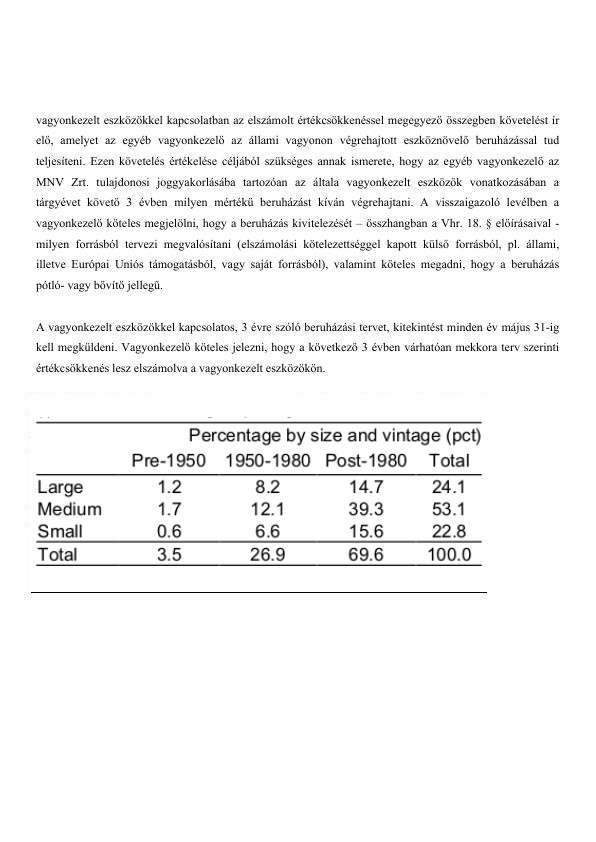 vagyonkezelt eszközökkel kapcsolatban az elszámolt értékcsökkenéssel megegyező összegben követelést ír
elő, amelyet az egyéb vagyonkezelő az állami vagyonon végrehajtott eszköznövelő beruházással tud
teljesíteni. Ezen követelés értékelése céljából szükséges annak ismerete, hogy az egyéb vagyonkezelő az
MNV Zrt. tulajdonosi joggyakorlásába tartozóan az általa vagyonkezelt eszközök vonatkozásában a
tárgyévet követő 3 évben milyen mértékű beruházást kíván végrehajtani. A visszaigazoló levélben a
vagyonkezelő köteles megjelölni, hogy a beruházás kivitelezését – összhangban a Vhr. 18. § előírásaival -
milyen forrásból tervezi megvalósítani (elszámolási kötelezettséggel kapott külső forrásból, pl. állami,
illetve Európai Uniós támogatásból, vagy saját forrásból), valamint köteles megadni, hogy a beruházás
pótló- vagy bővítő jellegű.
A vagyonkezelt eszközökkel kapcsolatos, 3 évre szóló beruházási tervet, kitekintést minden év május 31-ig
kell megküldeni. Vagyonkezelő köteles jelezni, hogy a következő 3 évben várhatóan mekkora terv szerinti
értékcsökkenés lesz elszámolva a vagyonkezelt eszközökön.
Percentage by size and vintage (pct)
Pre-1950 1950-1980 Post-1980 Total
Large 1.2 8.2 14.7 24.1
Medium 1.7 12.1 39.3 53.1
Small 0.6 6.6 15.6 22.8
Total 3.5 26.9 69.6 100.0